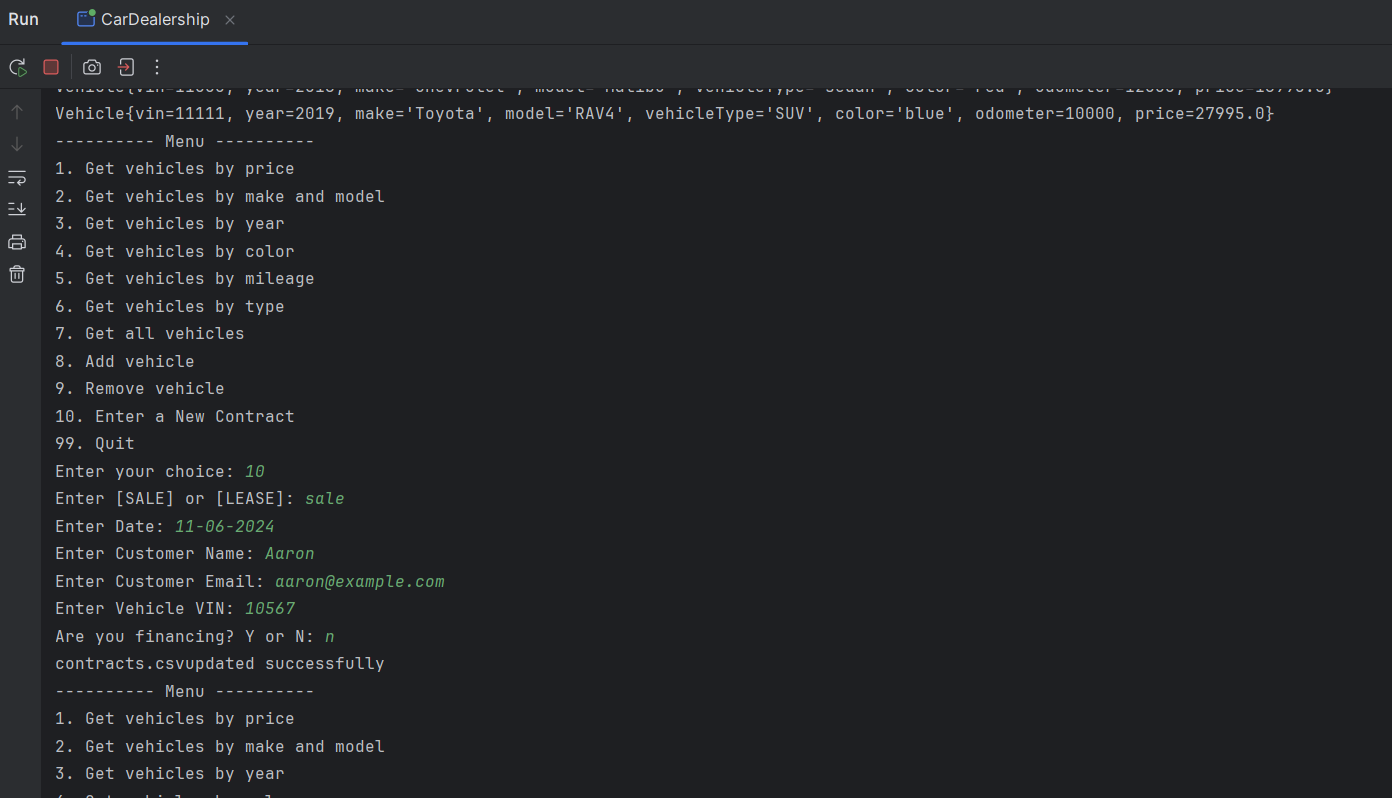 Run
CarDealership
Vehicle{vin=11111, year=2019, make='Toyota', model='RAV4', vehicleType='SUV', color='blue', odometer=10000, price=27995.0}
---------- Menu ----------
1. Get vehicles by price
2. Get vehicles by make and model
3. Get vehicles by year
4. Get vehicles by color
5. Get vehicles by mileage
6. Get vehicles by type
7. Get all vehicles
8. Add vehicle
9. Remove vehicle
10. Enter a New Contract
99. Quit
Enter your choice: 10
Enter [SALE] or [LEASE]: sale
Enter Date: 11-06-2024
Enter Customer Name: Aaron
Enter Customer Email: aaron@example.com
Enter Vehicle VIN: 10567
Are you financing? Y or N: n
contracts.csvupdated successfully
---------- Menu ----------
1. Get vehicles by price
2. Get vehicles by make and model
3. Get vehicles by year